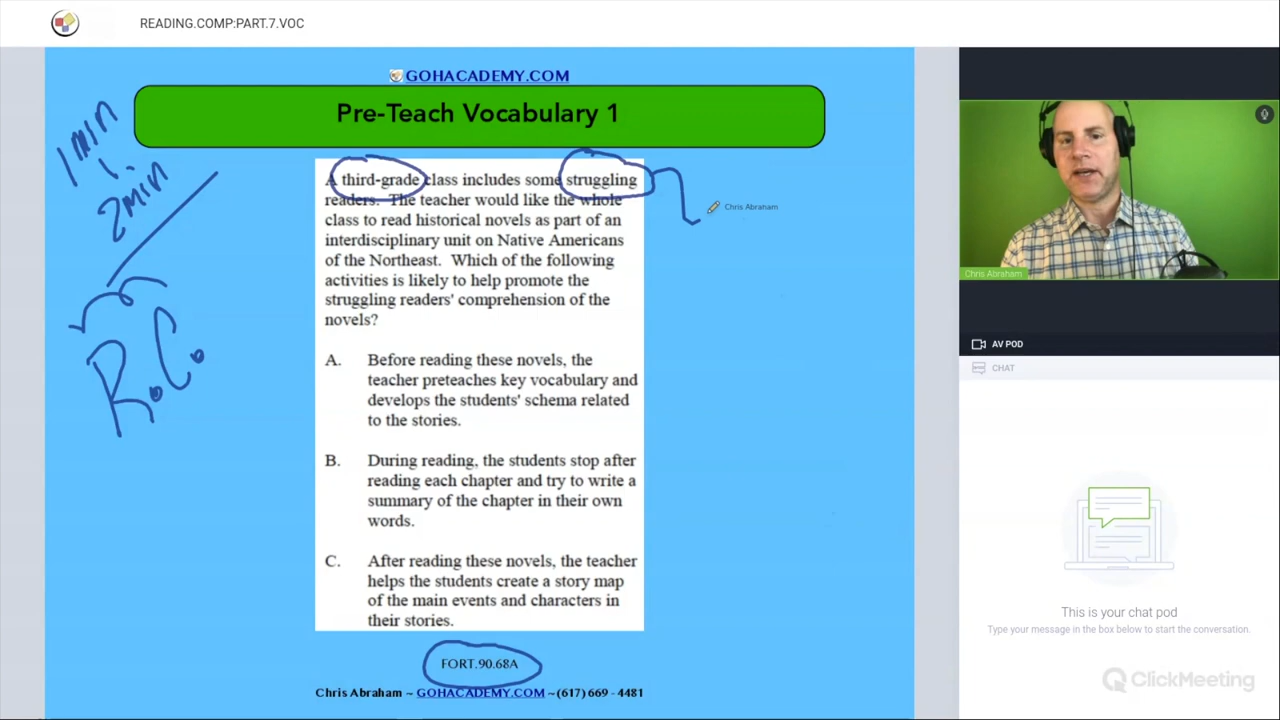 READING.COMP:PART.7.VOC
GOHACADEMY.COM
Pre-Teach Vocabulary 1
1 min
2 min
R.C.
A third-grade class includes some struggling
readers. The teacher would like the whole
class to read historical novels as part of an
interdisciplinary unit on Native Americans
of the Northeast. Which of the following
activities is likely to help promote the
struggling readers' comprehension of the
novels?
A. Before reading these novels, the
teacher preteaches key vocabulary and
develops the students' schema related
to the stories.
B. During reading, the students stop after
reading each chapter and try to write a
summary of the chapter in their own
words.
C. After reading these novels, the teacher
helps the students create a story map
of the main events and characters in
their stories.
FORT.90.68A
Chris Abraham ~ GOHACADEMY.COM ~ (617) 669 - 4481
Chris Abraham
Chris Abraham
AV POD
CHAT
This is your chat pod
Type your message in the box below to start the conversation.
ClickMeeting